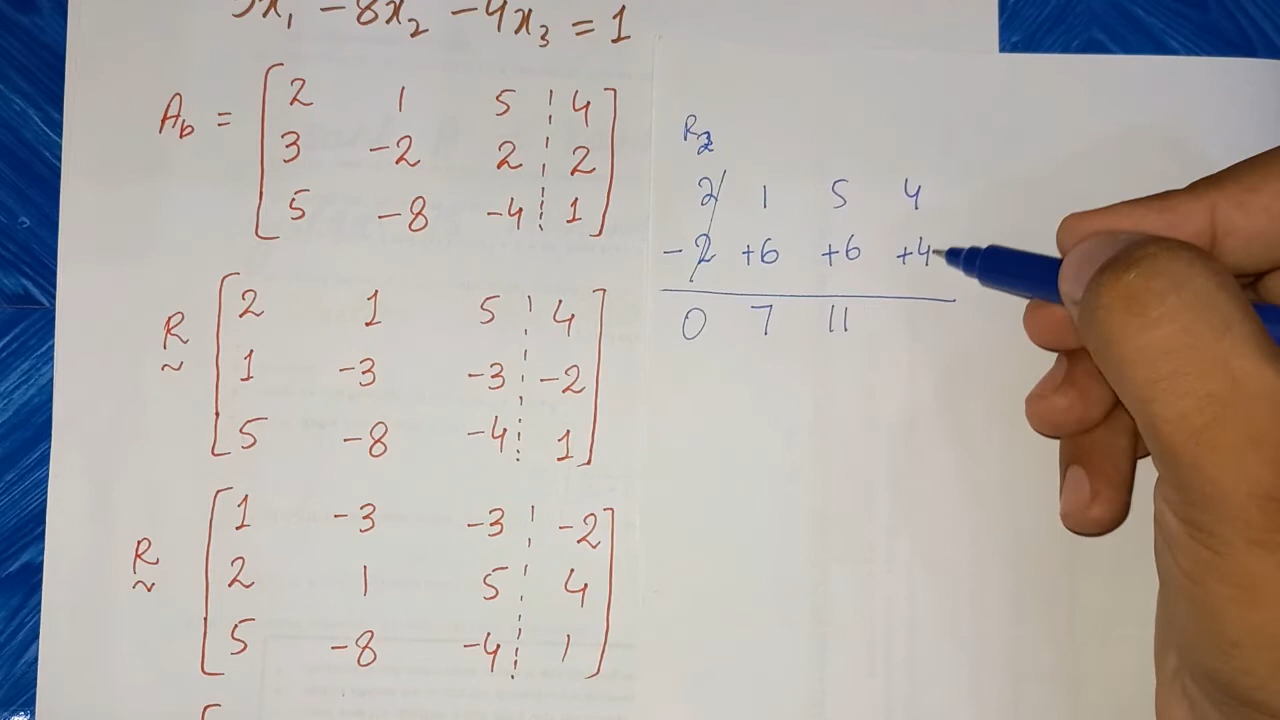 5x₁ - 8x₂ - 4x₃ = 1
A_b = [ 2 1 5 ¦ 4
3 -2 2 ¦ 2
5 -8 -4 ¦ 1 ]
R ~ [ 2 1 5 ¦ 4
1 -3 -3 ¦ -2
5 -8 -4 ¦ 1 ]
R ~ [ 1 -3 -3 ¦ -2
2 1 5 ¦ 4
5 -8 -4 ¦ 1 ]
R₂
2 1 5 4
-2 +6 +6 +4
0 7 11